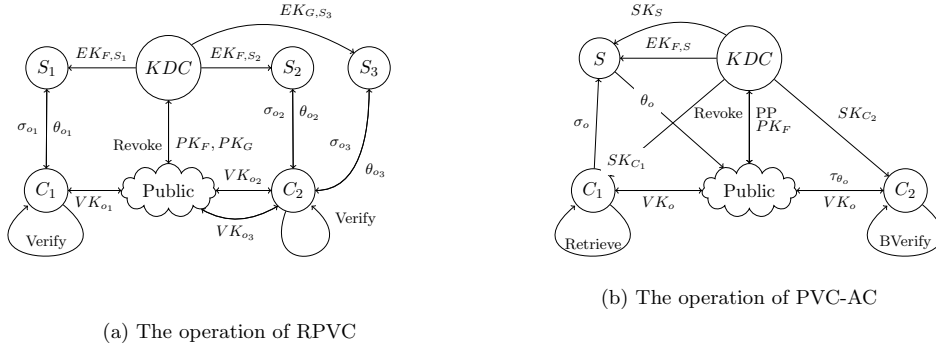 EK_{G,S_3}
EK_{F,S_1}
EK_{F,S_2}
S_1
KDC
S_2
S_3
σ_{o_1}
θ_{o_1}
σ_{o_2}
θ_{o_2}
σ_{o_3}
θ_{o_3}
Revoke
PK_F, PK_G
C_1
Public
C_2
VK_{o_1}
VK_{o_2}
VK_{o_3}
Verify
Verify
(a) The operation of RPVC
SK_S
EK_{F,S}
S
KDC
θ_o
σ_o
Revoke
PP
PK_F
SK_{C_2}
SK_{C_1}
C_1
Public
C_2
VK_o
τ_{θ_o}
VK_o
Retrieve
BVerify
(b) The operation of PVC-AC